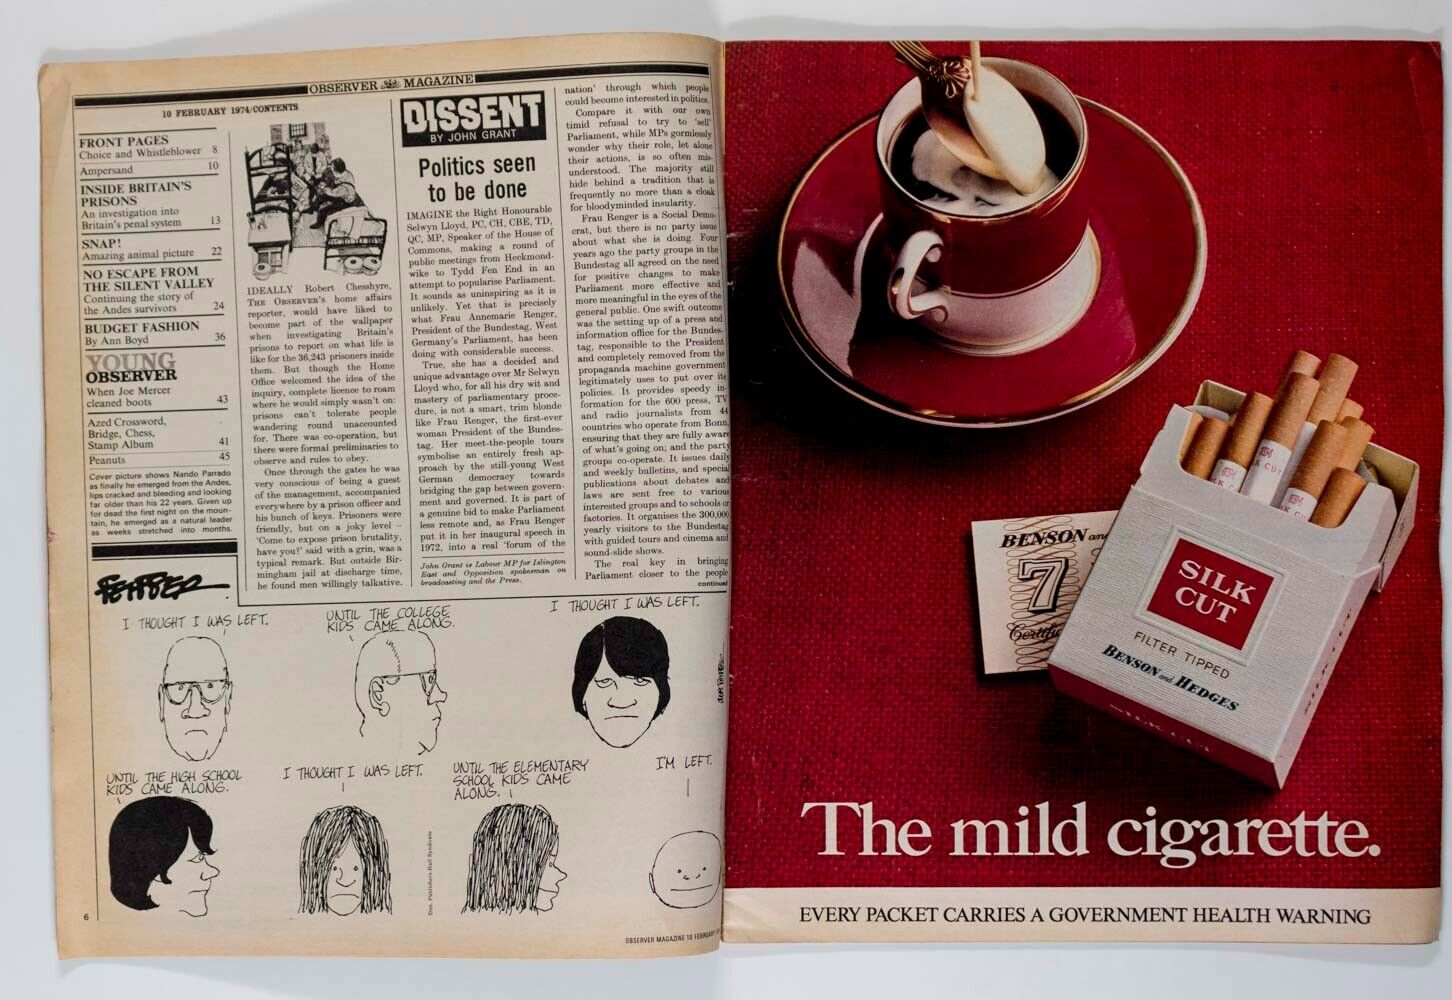 OBSERVER MAGAZINE
10 FEBRUARY 1974/CONTENTS
FRONT PAGES
Choice and Whistleblower 8
Ampersand 10
INSIDE BRITAIN'S
PRISONS
An investigation into
Britain's penal system 13
SNAP!
Amazing animal picture 22
NO ESCAPE FROM
THE SILENT VALLEY
Continuing the story of
the Andes survivors 24
BUDGET FASHION
By Ann Boyd 36
YOUNG
OBSERVER
When Joe Mercer
cleaned boots 43
Azed Crossword,
Bridge, Chess,
Stamp Album 41
Peanuts 45
Cover picture shows Nando Parrado
as finally he emerged from the Andes,
lips cracked and bleeding and looking
far older than his 22 years. Given up
for dead the first night on the moun-
tain, he emerged as a natural leader
as weeks stretched into months.
IDEALLY Robert Chesshyre,
THE OBSERVER's home affairs
reporter, would have liked to
become part of the wallpaper
when investigating Britain's
prisons to report on what life is
like for the 36,243 prisoners inside
them. But though the Home
Office welcomed the idea of the
inquiry, complete licence to roam
where he would simply wasn't on:
prisons can't tolerate people
wandering round unaccounted
for. There was co-operation, but
there were formal preliminaries to
observe and rules to obey.
Once through the gates he was
very conscious of being a guest
of the management, accompanied
everywhere by a prison officer and
his bunch of keys. Prisoners were
friendly, but on a joky level –
'Come to expose prison brutality,
have you?' said with a grin, was a
typical remark. But outside Bir-
mingham jail at discharge time,
he found men willingly talkative.
DISSENT
BY JOHN GRANT
Politics seen
to be done
IMAGINE the Right Honourable
Selwyn Lloyd, PC, CH, CBE, TD,
QC, MP, Speaker of the House of
Commons, making a round of
public meetings from Heckmond-
wike to Tydd Fen End in an
attempt to popularise Parliament.
It sounds as uninspiring as it is
unlikely. Yet that is precisely
what Frau Annemarie Renger,
President of the Bundestag, West
Germany's Parliament, has been
doing with considerable success.
True, she has a decided and
unique advantage over Mr Selwyn
Lloyd who, for all his dry wit and
mastery of parliamentary proce-
dure, is not a smart, trim blonde
like Frau Renger, the first-ever
woman President of the Bundes-
tag. Her meet-the-people tours
symbolise an entirely fresh ap-
proach by the still-young West
German democracy towards
bridging the gap between govern-
ment and governed. It is part of
a genuine bid to make Parliament
less remote and, as Frau Renger
put it in her inaugural speech in
1972, into a real 'forum of the
John Grant is Labour MP for Islington
East and Opposition spokesman on
broadcasting and the Press.
nation' through which people
could become interested in politics.
Compare it with our own
timid refusal to try to 'sell'
Parliament, while MPs gormlessly
wonder why their role, let alone
their actions, is so often mis-
understood. The majority still
hide behind a tradition that is
frequently no more than a cloak
for bloodyminded insularity.
Frau Renger is a Social Demo-
crat, but there is no party issue
about what she is doing. Four
years ago the party groups in the
Bundestag all agreed on the need
for positive changes to make
Parliament more effective and
more meaningful in the eyes of the
general public. One swift outcome
was the setting up of a press and
information office for the Bundes-
tag, responsible to the President
and completely removed from the
propaganda machine government
legitimately uses to put over its
policies. It provides speedy in-
formation for the 600 press, TV
and radio journalists from 44
countries who operate from Bonn,
ensuring that they are fully aware
of what's going on; and the party
groups co-operate. It issues daily
and weekly bulletins, and special
publications about debates and
laws are sent free to various
interested groups and to schools or
factories. It organises the 300,000
yearly visitors to the Bundestag
with guided tours and cinema and
sound-slide shows.
The real key in bringing
Parliament closer to the people
continued
FEIFFER
I THOUGHT I WAS LEFT.
UNTIL THE COLLEGE
KIDS CAME ALONG.
I THOUGHT I WAS LEFT.
UNTIL THE HIGH SCHOOL
KIDS CAME ALONG.
I THOUGHT I WAS LEFT.
UNTIL THE ELEMENTARY
SCHOOL KIDS CAME
ALONG.
I'M LEFT.
Dist. Publishers-Hall Syndicate
6
OBSERVER MAGAZINE 10 FEBRUARY
BENSON and
7
SILK
CUT
FILTER TIPPED
BENSON and HEDGES
SILK CUT
The mild cigarette.
EVERY PACKET CARRIES A GOVERNMENT HEALTH WARNING